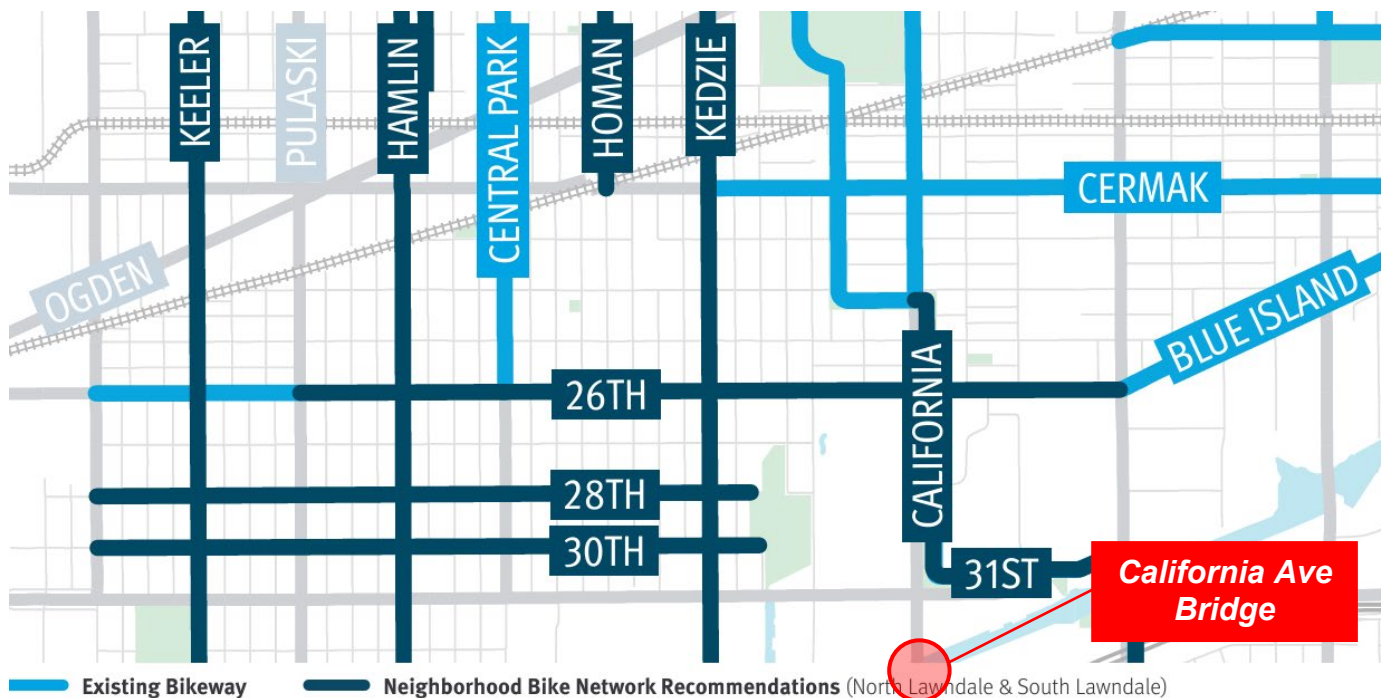 KEELER
PULASKI
HAMLIN
CENTRAL PARK
HOMAN
KEDZIE
CERMAK
OGDEN
BLUE ISLAND
CALIFORNIA
26TH
28TH
30TH
31ST
California Ave
Bridge
Existing Bikeway
Neighborhood Bike Network Recommendations (North Lawndale & South Lawndale)